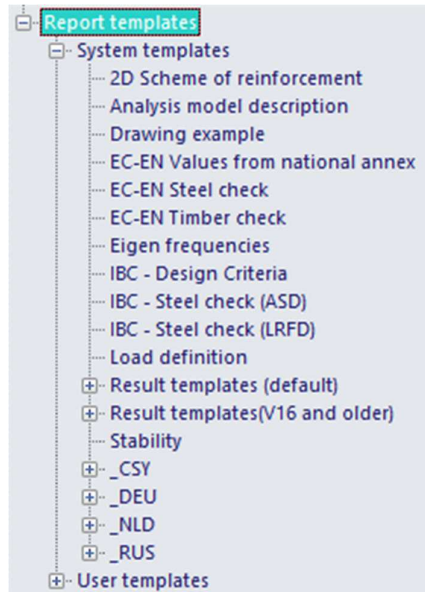 Report templates
System templates
2D Scheme of reinforcement
Analysis model description
Drawing example
EC-EN Values from national annex
EC-EN Steel check
EC-EN Timber check
Eigen frequencies
IBC - Design Criteria
IBC - Steel check (ASD)
IBC - Steel check (LRFD)
Load definition
Result templates (default)
Result templates(V16 and older)
Stability
_CSY
_DEU
_NLD
_RUS
User templates